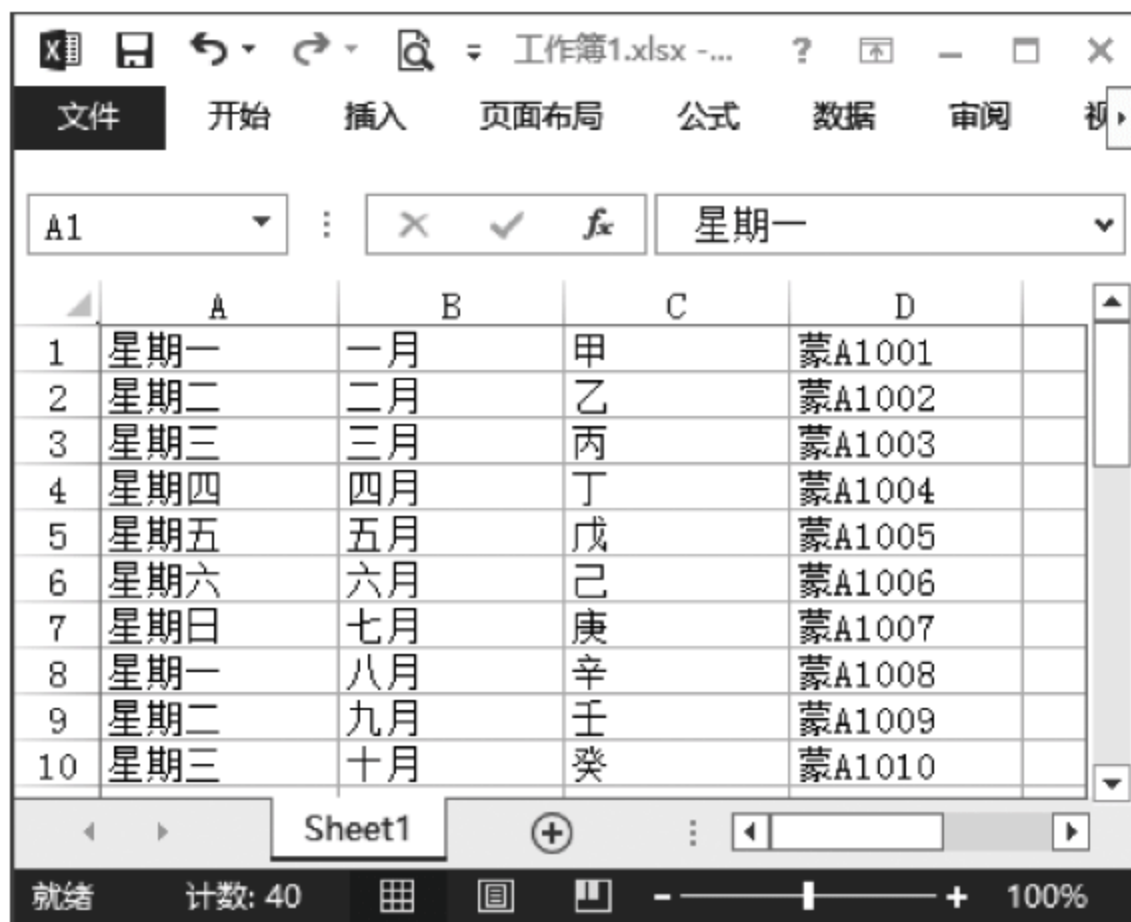 工作簿1.xlsx -... ?
文件 开始 插入 页面布局 公式 数据 审阅
A1 fx 星期一
A B C D
1 星期一 一月 甲 蒙A1001
2 星期二 二月 乙 蒙A1002
3 星期三 三月 丙 蒙A1003
4 星期四 四月 丁 蒙A1004
5 星期五 五月 戊 蒙A1005
6 星期六 六月 己 蒙A1006
7 星期日 七月 庚 蒙A1007
8 星期一 八月 辛 蒙A1008
9 星期二 九月 壬 蒙A1009
10 星期三 十月 癸 蒙A1010
Sheet1
就绪 计数: 40 100%